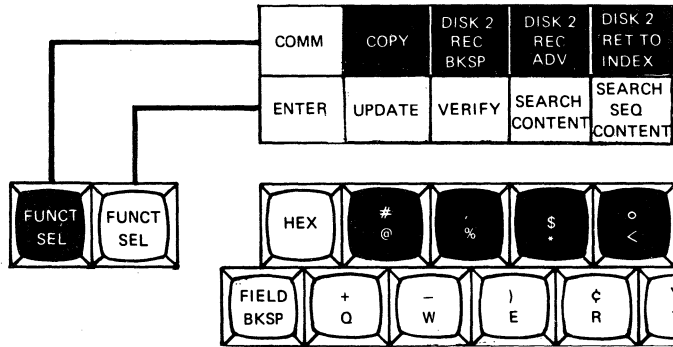 COMM
COPY
DISK 2
REC
BKSP
DISK 2
REC
ADV
DISK 2
RET TO
INDEX
ENTER
UPDATE
VERIFY
SEARCH
CONTENT
SEARCH
SEQ
CONTENT
FUNCT
SEL
FUNCT
SEL
HEX
#
@
,
%
$
*
o
<
FIELD
BKSP
+
Q
–
W
)
E
¢
R